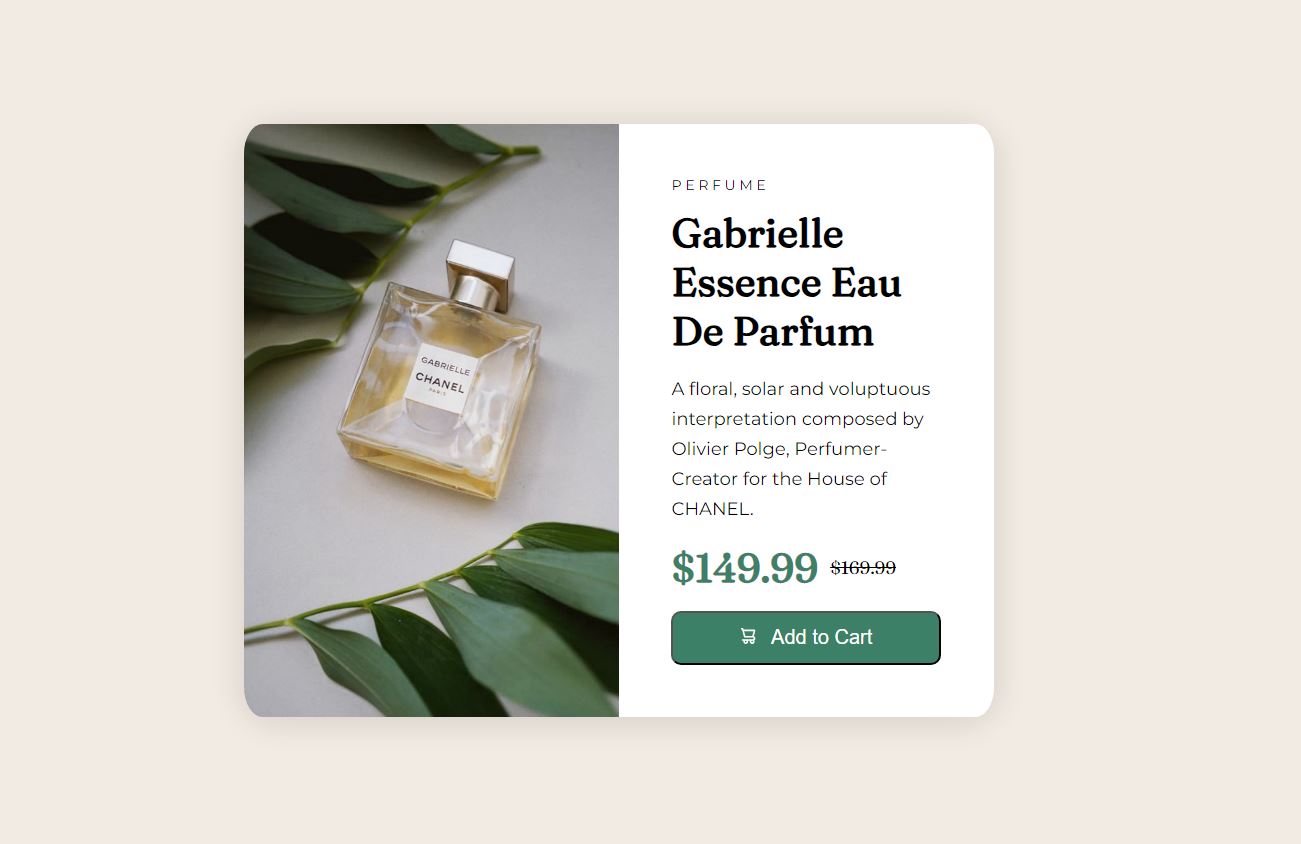 PERFUME
Gabrielle
Essence Eau
De Parfum
GABRIELLE
CHANEL
PARIS
A floral, solar and voluptuous
interpretation composed by
Olivier Polge, Perfumer-
Creator for the House of
CHANEL.
$149.99 $169.99
Add to Cart